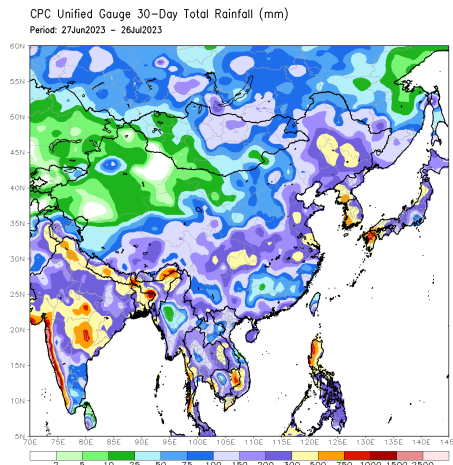 CPC Unified Gauge 30-Day Total Rainfall (mm)
Period: 27Jun2023 - 26Jul2023
60N
55N
50N
45N
40N
35N
30N
25N
20N
15N
10N
5N
70E 75E 80E 85E 90E 95E 100E 105E 110E 115E 120E 125E 130E 135E 140E 145
2 5 10 25 50 75 100 150 200 300 500 750 1000 1500 2500